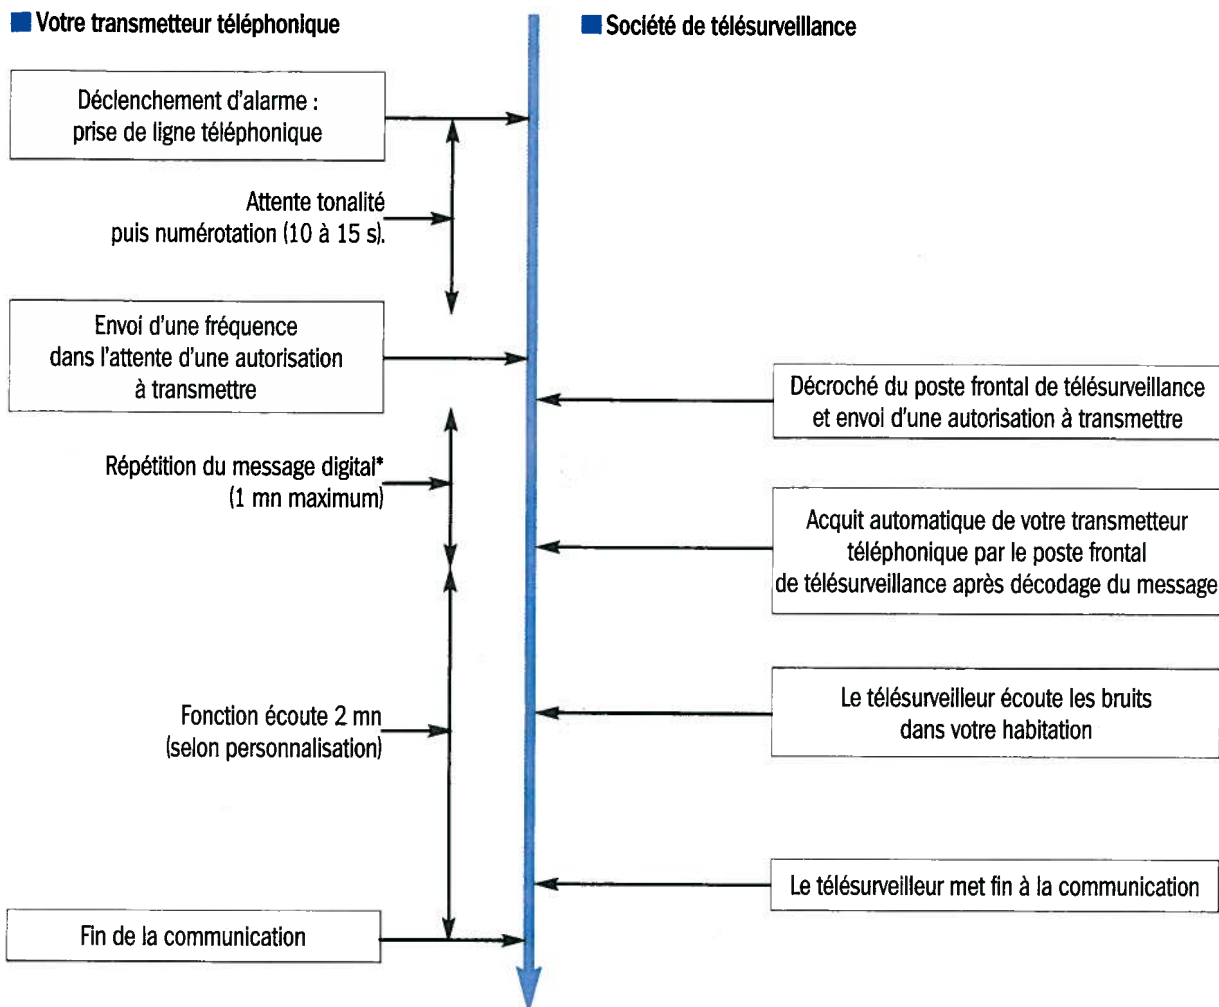 Votre transmetteur téléphonique
Société de télésurveillance
Déclenchement d'alarme :
prise de ligne téléphonique
Attente tonalité
puis numérotation (10 à 15 s).
Envoi d'une fréquence
dans l'attente d'une autorisation
à transmettre
Décroché du poste frontal de télésurveillance
et envoi d'une autorisation à transmettre
Répétition du message digital*
(1 mn maximum)
Acquit automatique de votre transmetteur
téléphonique par le poste frontal
de télésurveillance après décodage du message
Fonction écoute 2 mn
(selon personnalisation)
Le télésurveilleur écoute les bruits
dans votre habitation
Le télésurveilleur met fin à la communication
Fin de la communication